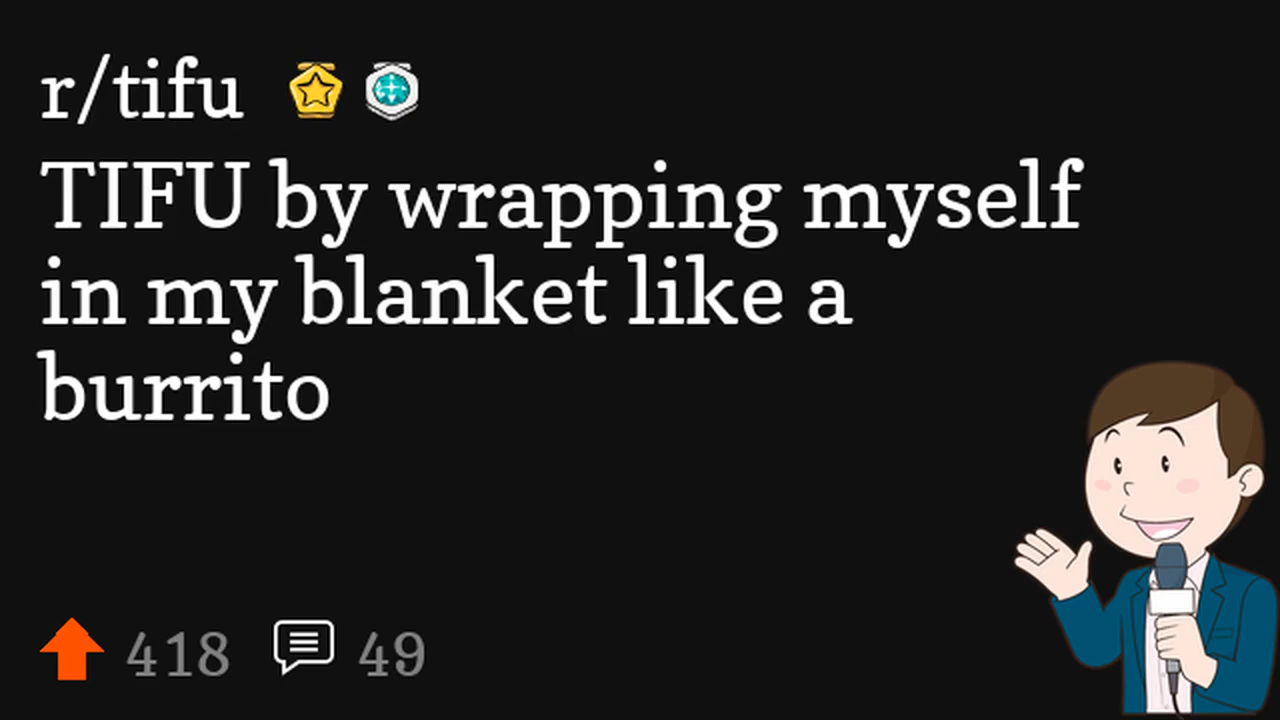 r/tifu
TIFU by wrapping myself
in my blanket like a
burrito
418 49